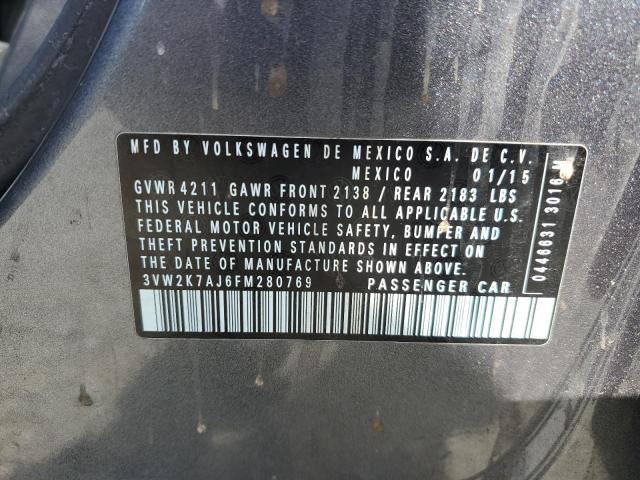 MFD BY VOLKSWAGEN DE MEXICO S.A. DE C.V.
MEXICO 01/15
GVWR 4211 GAWR FRONT 2138 / REAR 2183 LBS
THIS VEHICLE CONFORMS TO ALL APPLICABLE U.S.
FEDERAL MOTOR VEHICLE SAFETY, BUMPER AND
THEFT PREVENTION STANDARDS IN EFFECT ON
THE DATE OF MANUFACTURE SHOWN ABOVE.
3VW2K7AJ6FM280769 PASSENGER CAR
0446631 3016 M